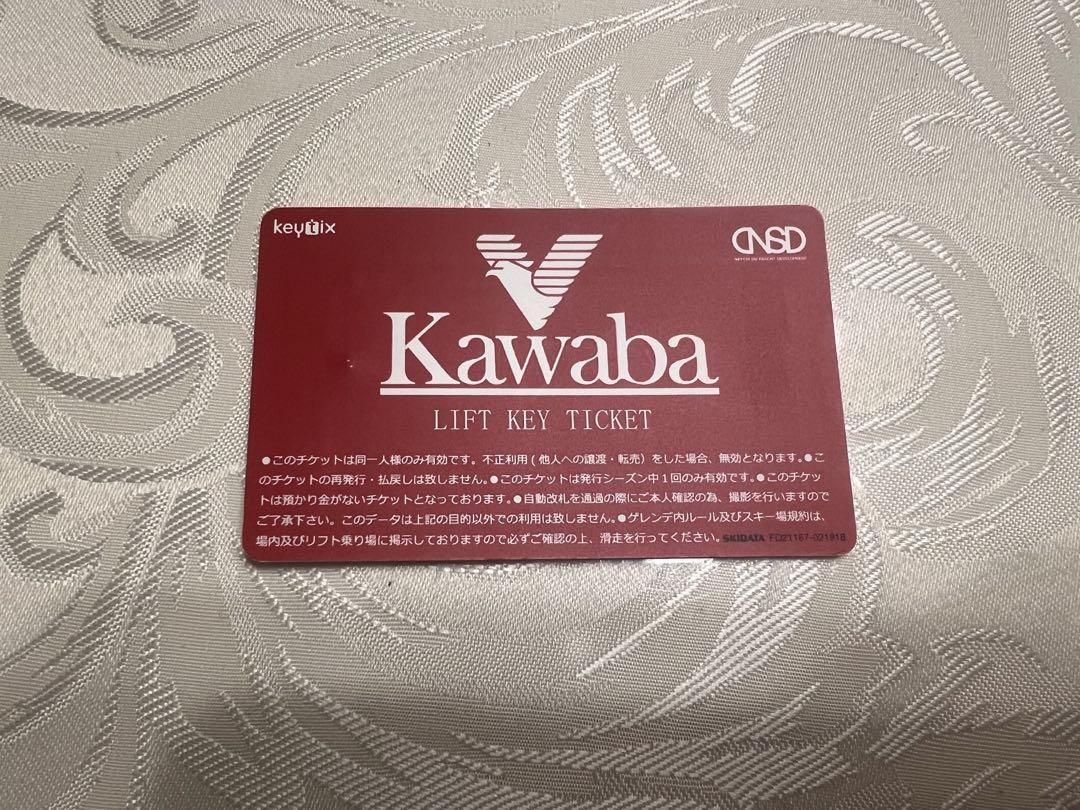 keytix
CNSD
Kawaba
LIFT KEY TICKET
●このチケットは同一人様のみ有効です。不正利用(他人への譲渡・転売)をした場合、無効となります。●こ
のチケットの再発行・払戻しは致しません。●このチケットは発行シーズン中1回のみ有効です。●このチケッ
トは預かり金がないチケットとなっております。●自動改札を通過の際にご本人確認の為、撮影を行いますので
ご了承下さい。このデータは上記の目的以外での利用は致しません。●ゲレンデ内ルール及びスキー場規約は、
場内及びリフト乗り場に掲示しておりますので必ずご確認の上、滑走を行ってください。SKIDATA FD21167-021918